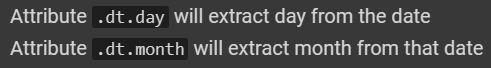 Attribute .dt.day will extract day from the date
Attribute .dt.month will extract month from that date